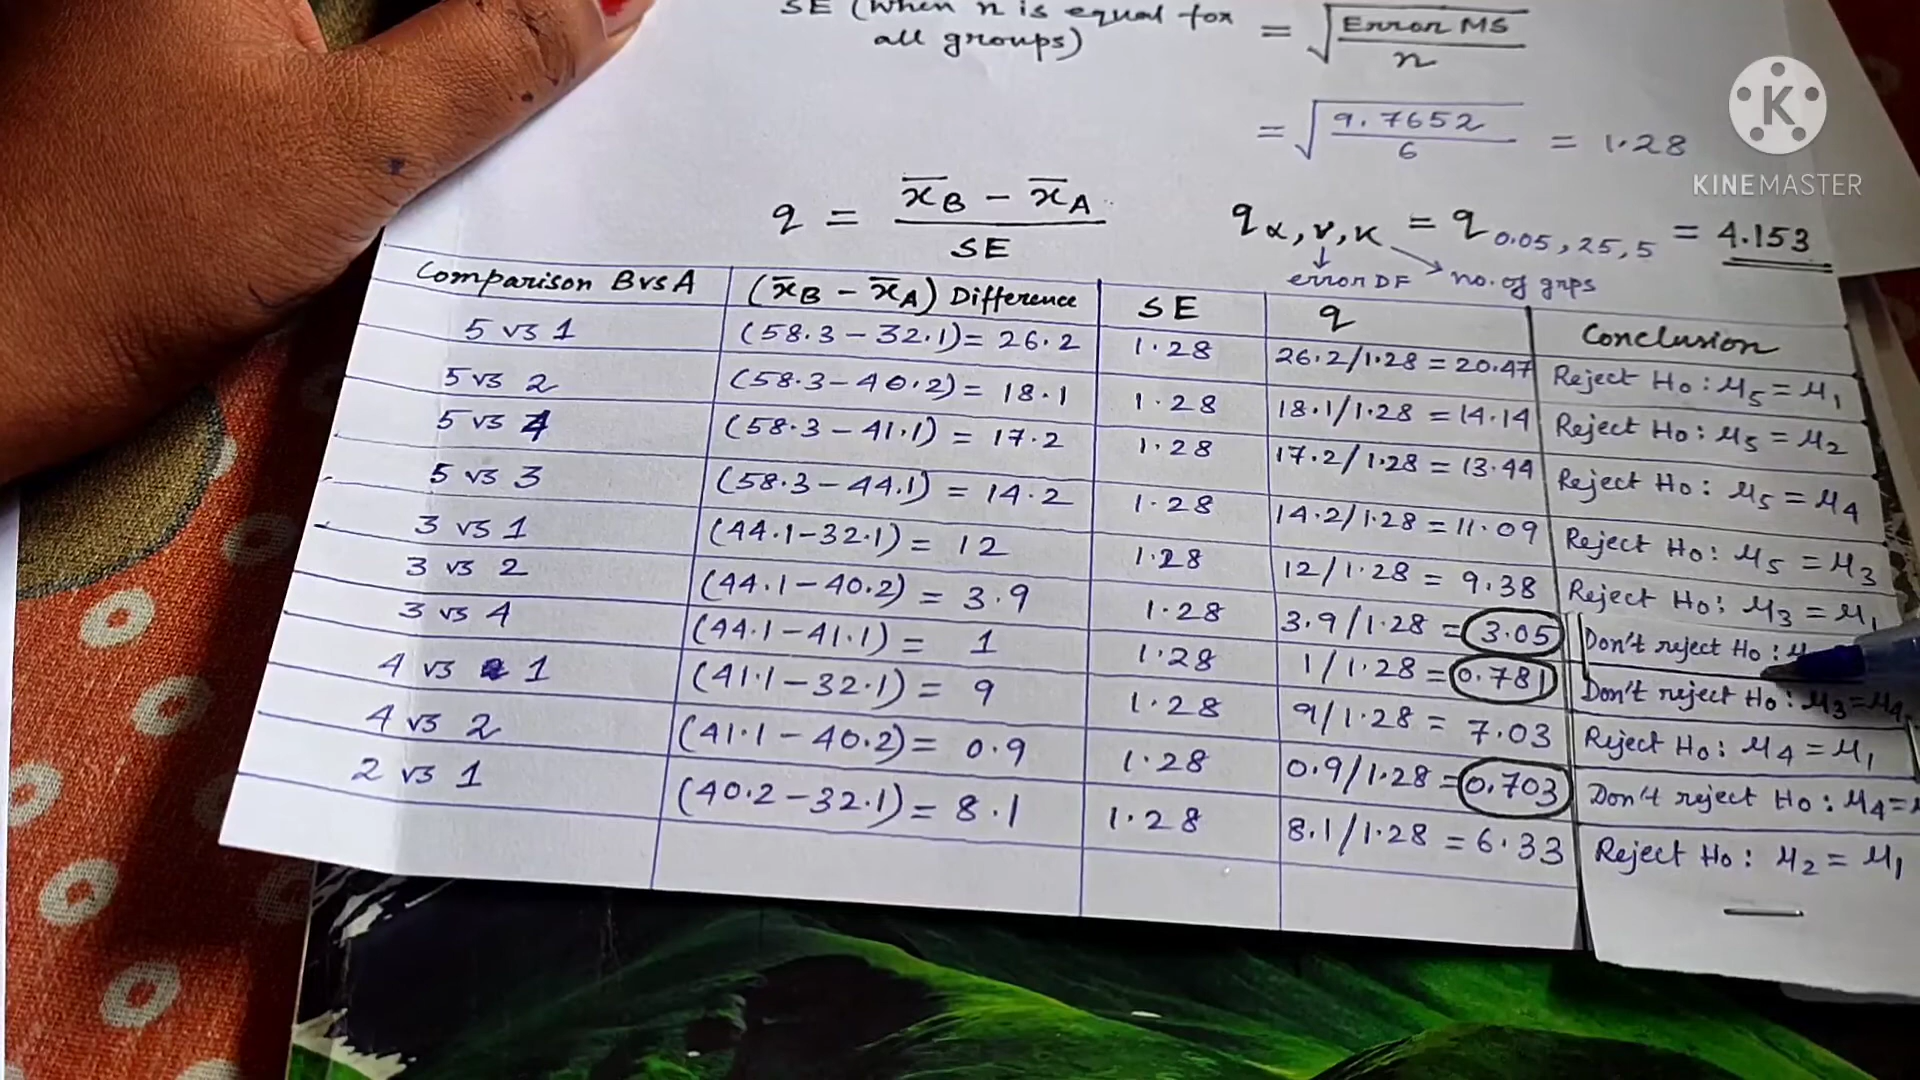 SE (when n is equal for all groups) = √(Error MS / n)
= √(9.7652 / 6) = 1.28
KINEMASTER
q = (x̄B − x̄A) / SE
qα,ν,K = q0.05,25,5 = 4.153
error DF no. of grps
Comparison B vs A (x̄B − x̄A) Difference SE q Conclusion
5 vs 1 (58.3 − 32.1) = 26.2 1.28 26.2/1.28 = 20.47 Reject Ho: μ5 = μ1
5 vs 2 (58.3 − 40.2) = 18.1 1.28 18.1/1.28 = 14.14 Reject Ho: μ5 = μ2
5 vs 4 (58.3 − 41.1) = 17.2 1.28 17.2/1.28 = 13.44 Reject Ho: μ5 = μ4
5 vs 3 (58.3 − 44.1) = 14.2 1.28 14.2/1.28 = 11.09 Reject Ho: μ5 = μ3
3 vs 1 (44.1 − 32.1) = 12 1.28 12/1.28 = 9.38 Reject Ho: μ3 = μ1
3 vs 2 (44.1 − 40.2) = 3.9 1.28 3.9/1.28 = 3.05 Don't reject Ho:
3 vs 4 (44.1 − 41.1) = 1 1.28 1/1.28 = 0.781 Don't reject Ho: μ3 = μ4
4 vs 1 (41.1 − 32.1) = 9 1.28 9/1.28 = 7.03 Reject Ho: μ4 = μ1
4 vs 2 (41.1 − 40.2) = 0.9 1.28 0.9/1.28 = 0.703 Don't reject Ho: μ4 =
2 vs 1 (40.2 − 32.1) = 8.1 1.28 8.1/1.28 = 6.33 Reject Ho: μ2 = μ1